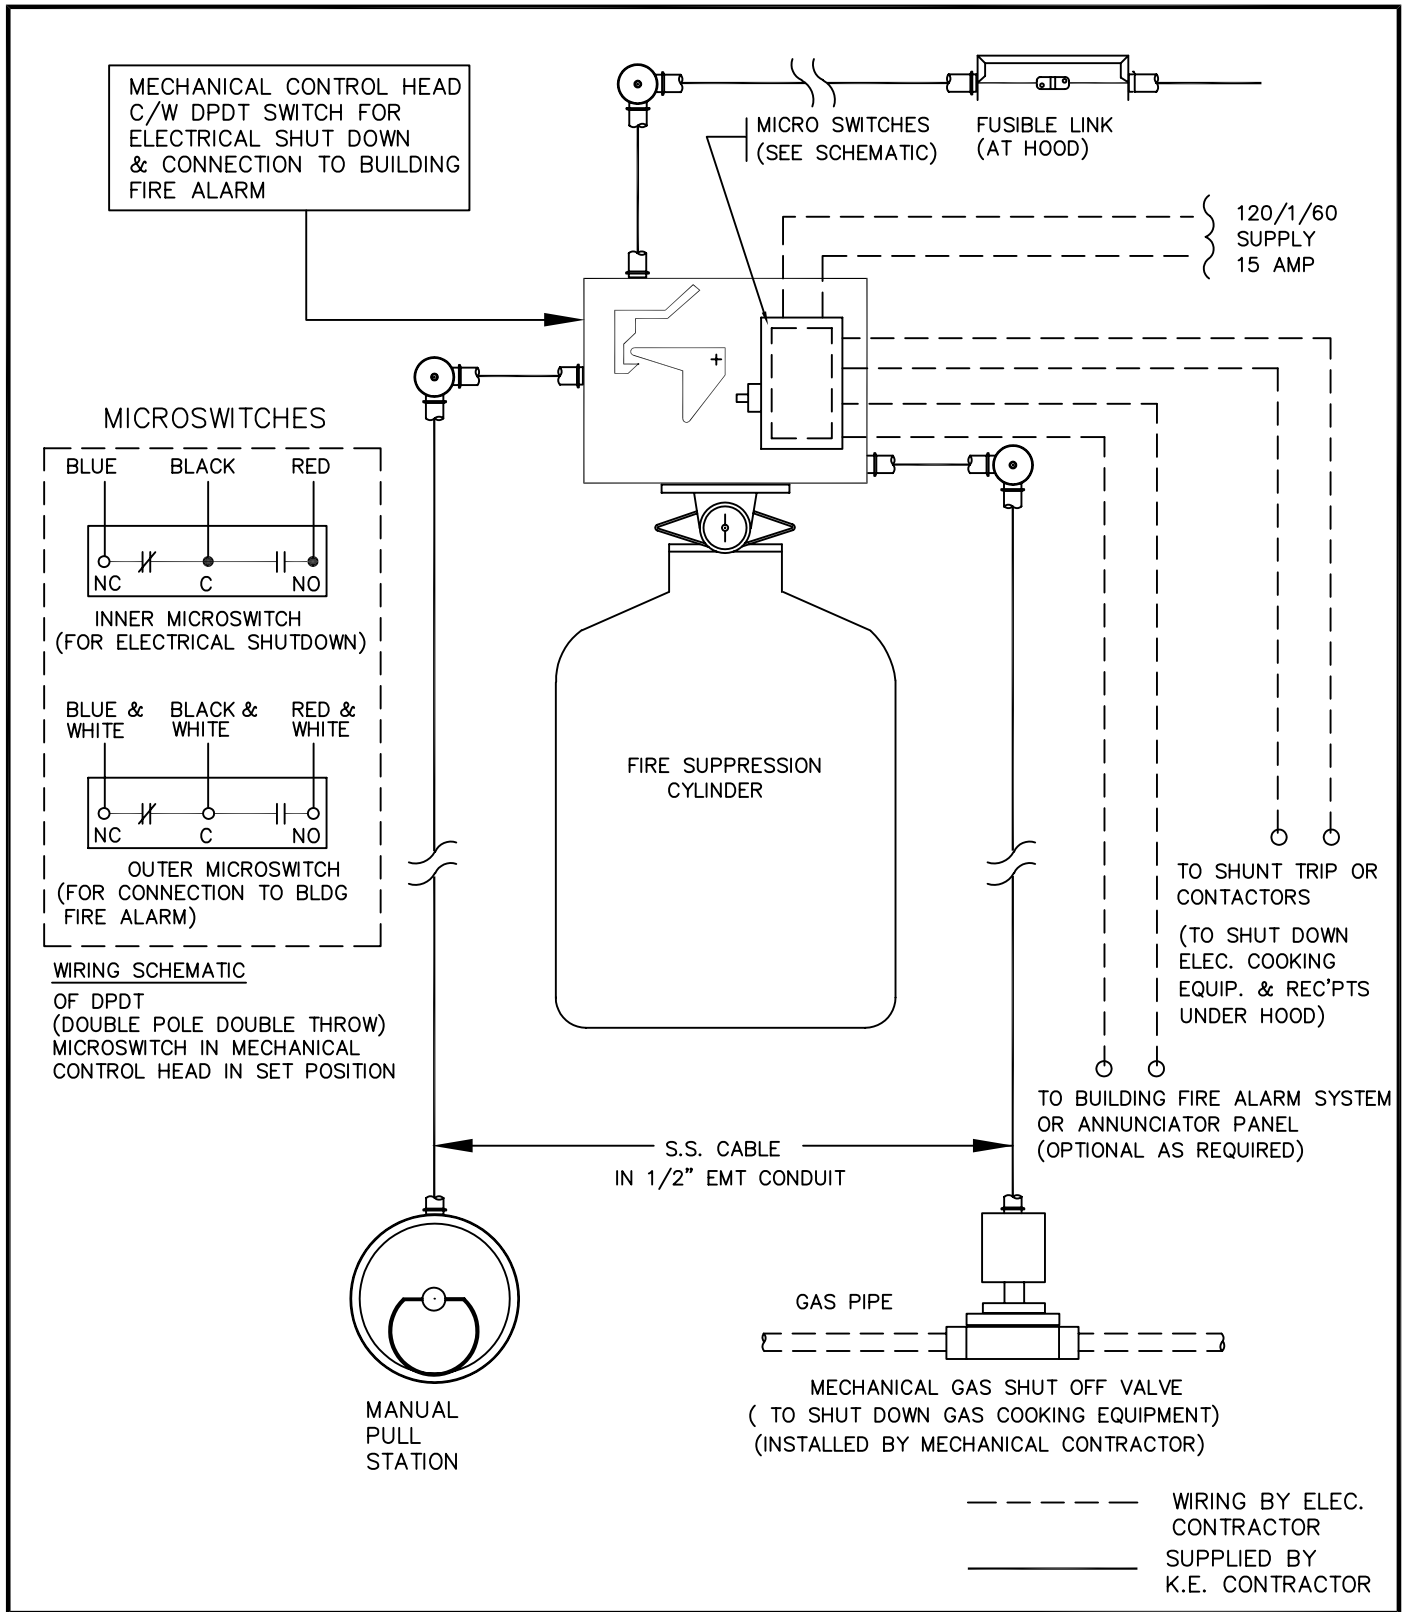 MECHANICAL CONTROL HEAD
C/W DPDT SWITCH FOR
ELECTRICAL SHUT DOWN
& CONNECTION TO BUILDING
FIRE ALARM
MICRO SWITCHES
(SEE SCHEMATIC)
FUSIBLE LINK
(AT HOOD)
120/1/60
SUPPLY
15 AMP
MICROSWITCHES
BLUE BLACK RED
NC C NO
INNER MICROSWITCH
(FOR ELECTRICAL SHUTDOWN)
BLUE & BLACK & RED &
WHITE WHITE WHITE
NC C NO
OUTER MICROSWITCH
(FOR CONNECTION TO BLDG
FIRE ALARM)
WIRING SCHEMATIC
OF DPDT
(DOUBLE POLE DOUBLE THROW)
MICROSWITCH IN MECHANICAL
CONTROL HEAD IN SET POSITION
FIRE SUPPRESSION
CYLINDER
TO SHUNT TRIP OR
CONTACTORS
(TO SHUT DOWN
ELEC. COOKING
EQUIP. & REC'PTS
UNDER HOOD)
TO BUILDING FIRE ALARM SYSTEM
OR ANNUNCIATOR PANEL
(OPTIONAL AS REQUIRED)
S.S. CABLE
IN 1/2" EMT CONDUIT
MANUAL
PULL
STATION
GAS PIPE
MECHANICAL GAS SHUT OFF VALVE
( TO SHUT DOWN GAS COOKING EQUIPMENT)
(INSTALLED BY MECHANICAL CONTRACTOR)
WIRING BY ELEC.
CONTRACTOR
SUPPLIED BY
K.E. CONTRACTOR